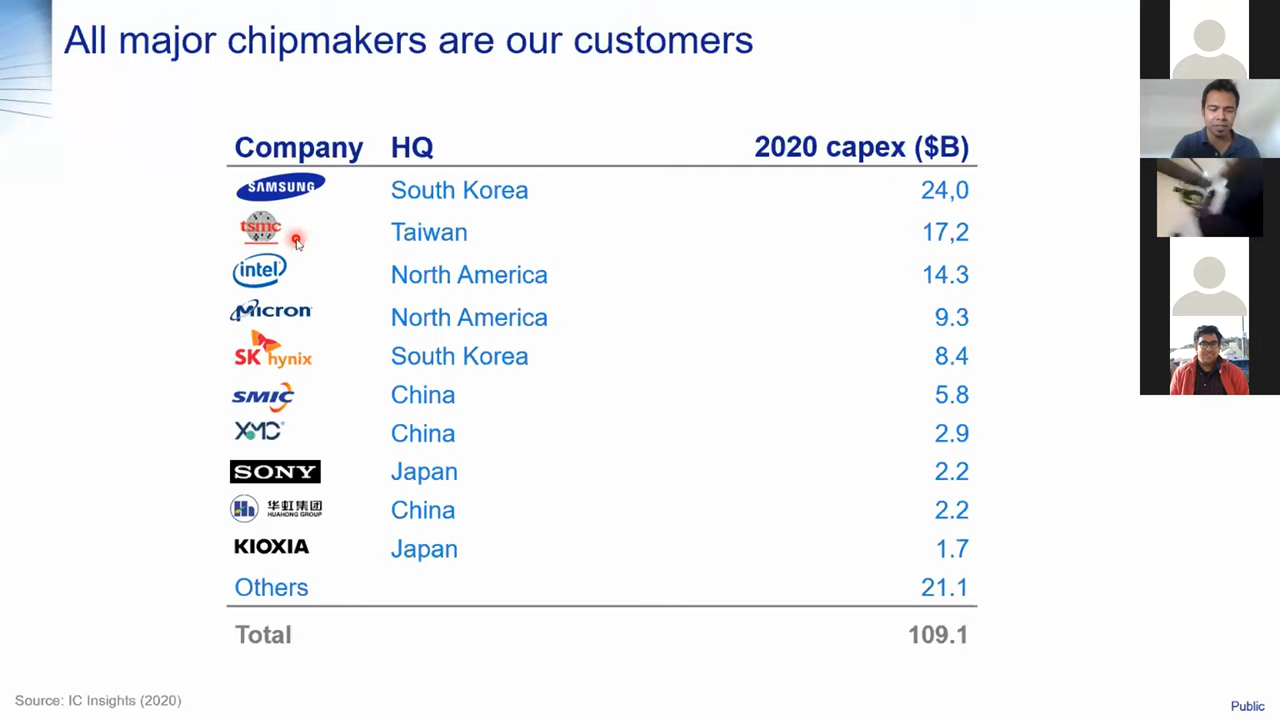 All major chipmakers are our customers
Company HQ 2020 capex ($B)
SAMSUNG South Korea 24,0
tsmc Taiwan 17,2
intel North America 14.3
Micron North America 9.3
SK hynix South Korea 8.4
SMIC China 5.8
XMC China 2.9
SONY Japan 2.2
华虹集团 HUAHONG GROUP China 2.2
KIOXIA Japan 1.7
Others 21.1
Total 109.1
Source: IC Insights (2020)
Public